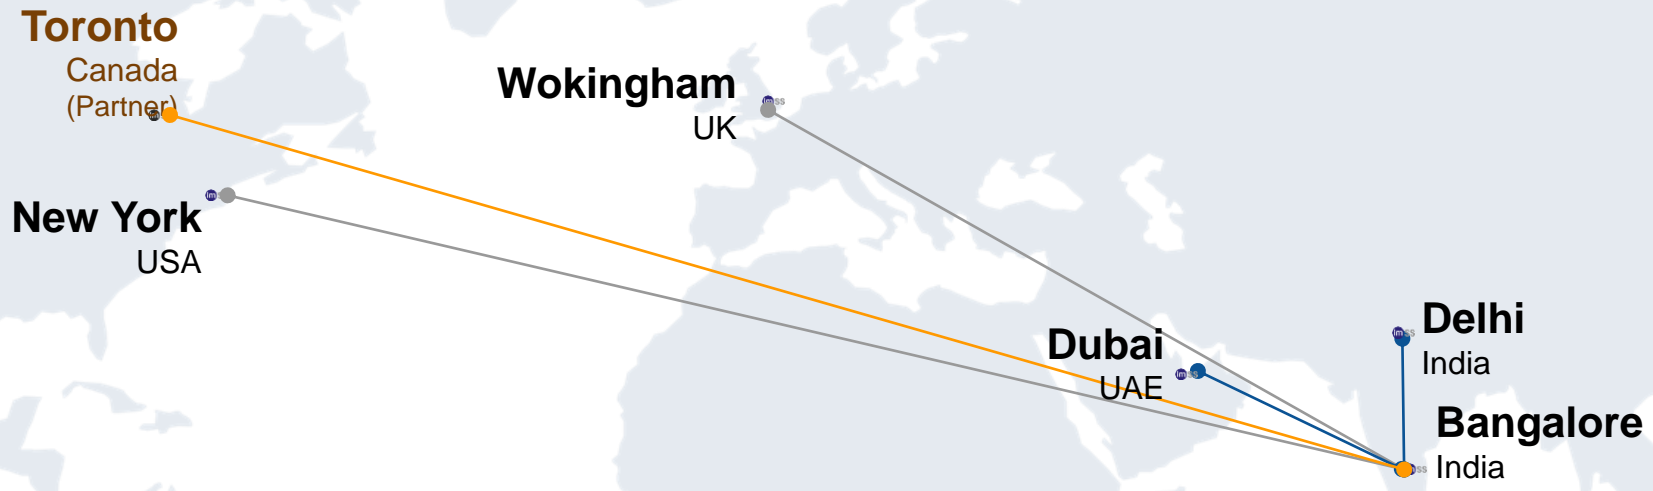 Toronto
Canada
(Partner)
Wokingham
UK
New York
USA
Dubai
UAE
Delhi
India
Bangalore
India